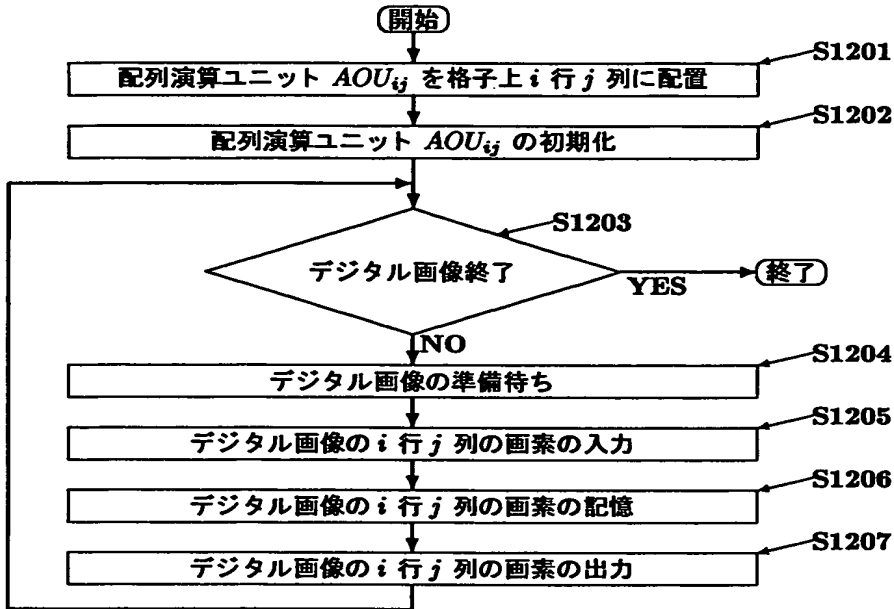 開始
S1201
配列演算ユニット AOU_{ij} を格子上 i 行 j 列に配置
S1202
配列演算ユニット AOU_{ij} の初期化
S1203
デジタル画像終了
YES
終了
NO
S1204
デジタル画像の準備待ち
S1205
デジタル画像の i 行 j 列の画素の入力
S1206
デジタル画像の i 行 j 列の画素の記憶
S1207
デジタル画像の i 行 j 列の画素の出力